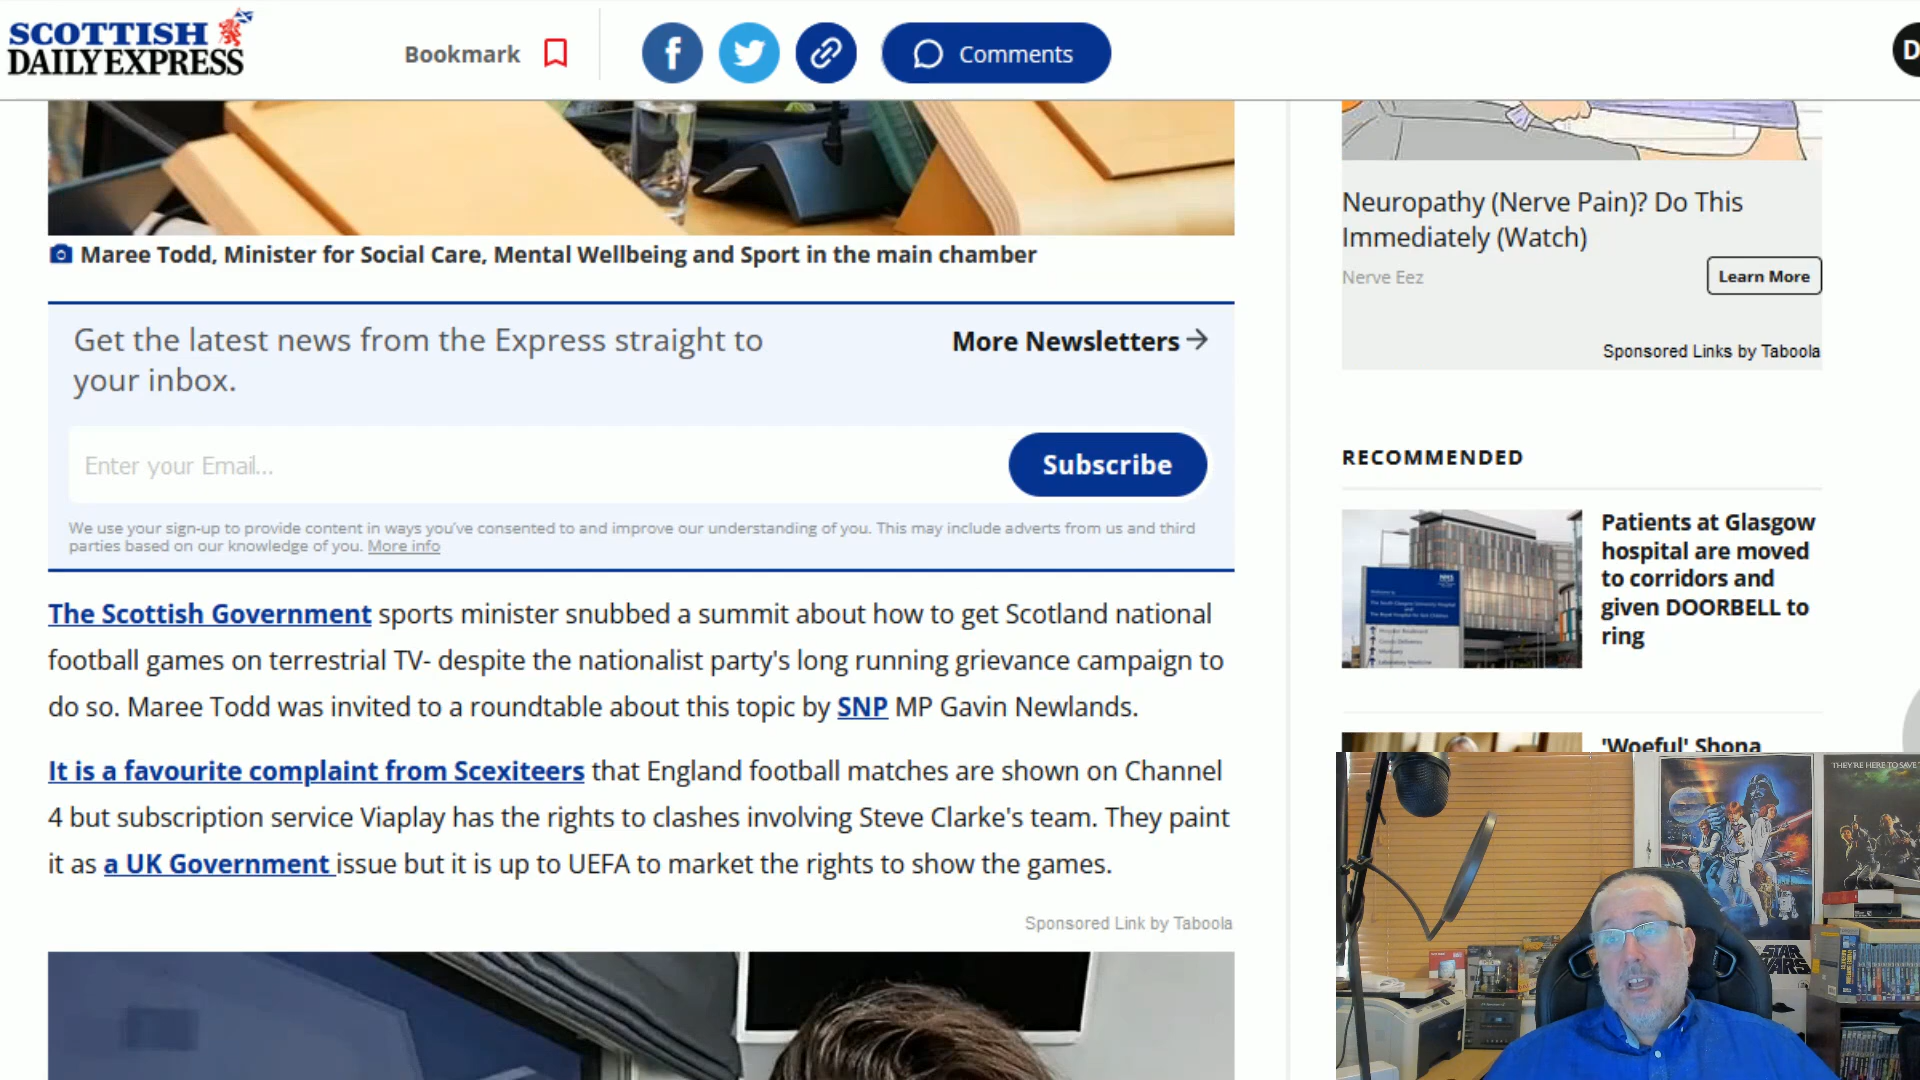 SCOTTISH
DAILY EXPRESS
Bookmark
Comments
D
Maree Todd, Minister for Social Care, Mental Wellbeing and Sport in the main chamber
Get the latest news from the Express straight to
your inbox.
More Newsletters
Enter your Email...
Subscribe
We use your sign-up to provide content in ways you've consented to and improve our understanding of you. This may include adverts from us and third
parties based on our knowledge of you. More info
The Scottish Government sports minister snubbed a summit about how to get Scotland national
football games on terrestrial TV- despite the nationalist party's long running grievance campaign to
do so. Maree Todd was invited to a roundtable about this topic by SNP MP Gavin Newlands.
It is a favourite complaint from Scexiteers that England football matches are shown on Channel
4 but subscription service Viaplay has the rights to clashes involving Steve Clarke's team. They paint
it as a UK Government issue but it is up to UEFA to market the rights to show the games.
Sponsored Link by Taboola
Neuropathy (Nerve Pain)? Do This
Immediately (Watch)
Nerve Eez
Learn More
Sponsored Links by Taboola
RECOMMENDED
NHS
Patients at Glasgow
hospital are moved
to corridors and
given DOORBELL to
ring
'Woeful' Shona
THEY'RE HERE TO SAVE
STAR
WARS